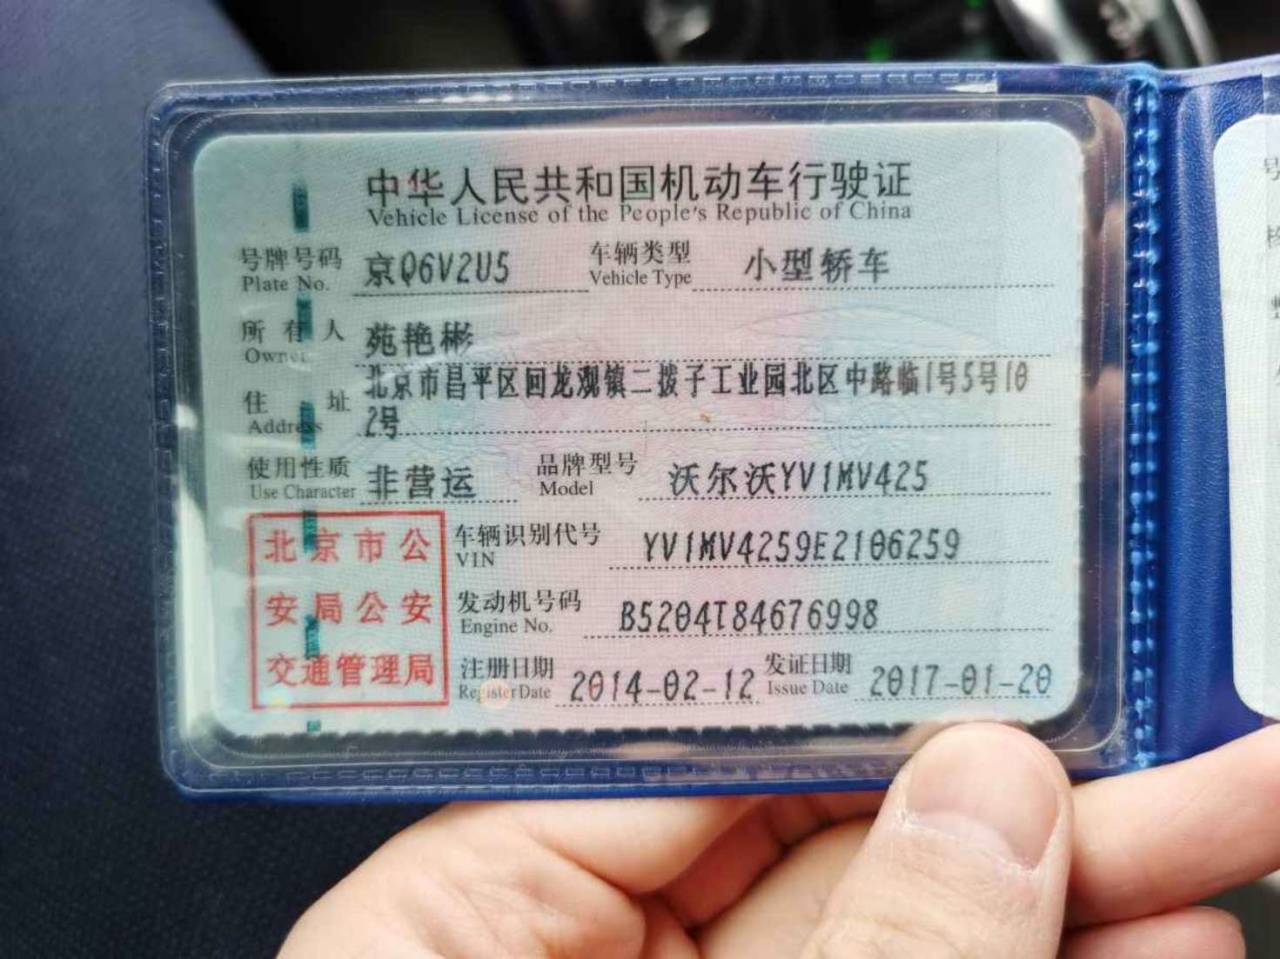 中华人民共和国机动车行驶证
Vehicle License of the People's Republic of China
号牌号码 京Q6V2U5 车辆类型 小型轿车
Plate No. Vehicle Type
所有人 苑艳彬
Owner
住址 北京市昌平区回龙观镇二拨子工业园北区中路临1号5号10
Address 2号
使用性质 非营运 品牌型号 沃尔沃YV1MV425
Use Character Model
北京市公
安局公安
交通管理局
车辆识别代号 YV1MV4259E2106259
VIN
发动机号码 B5204T84676998
Engine No.
注册日期 2014-02-12 发证日期 2017-01-20
Register Date Issue Date
号